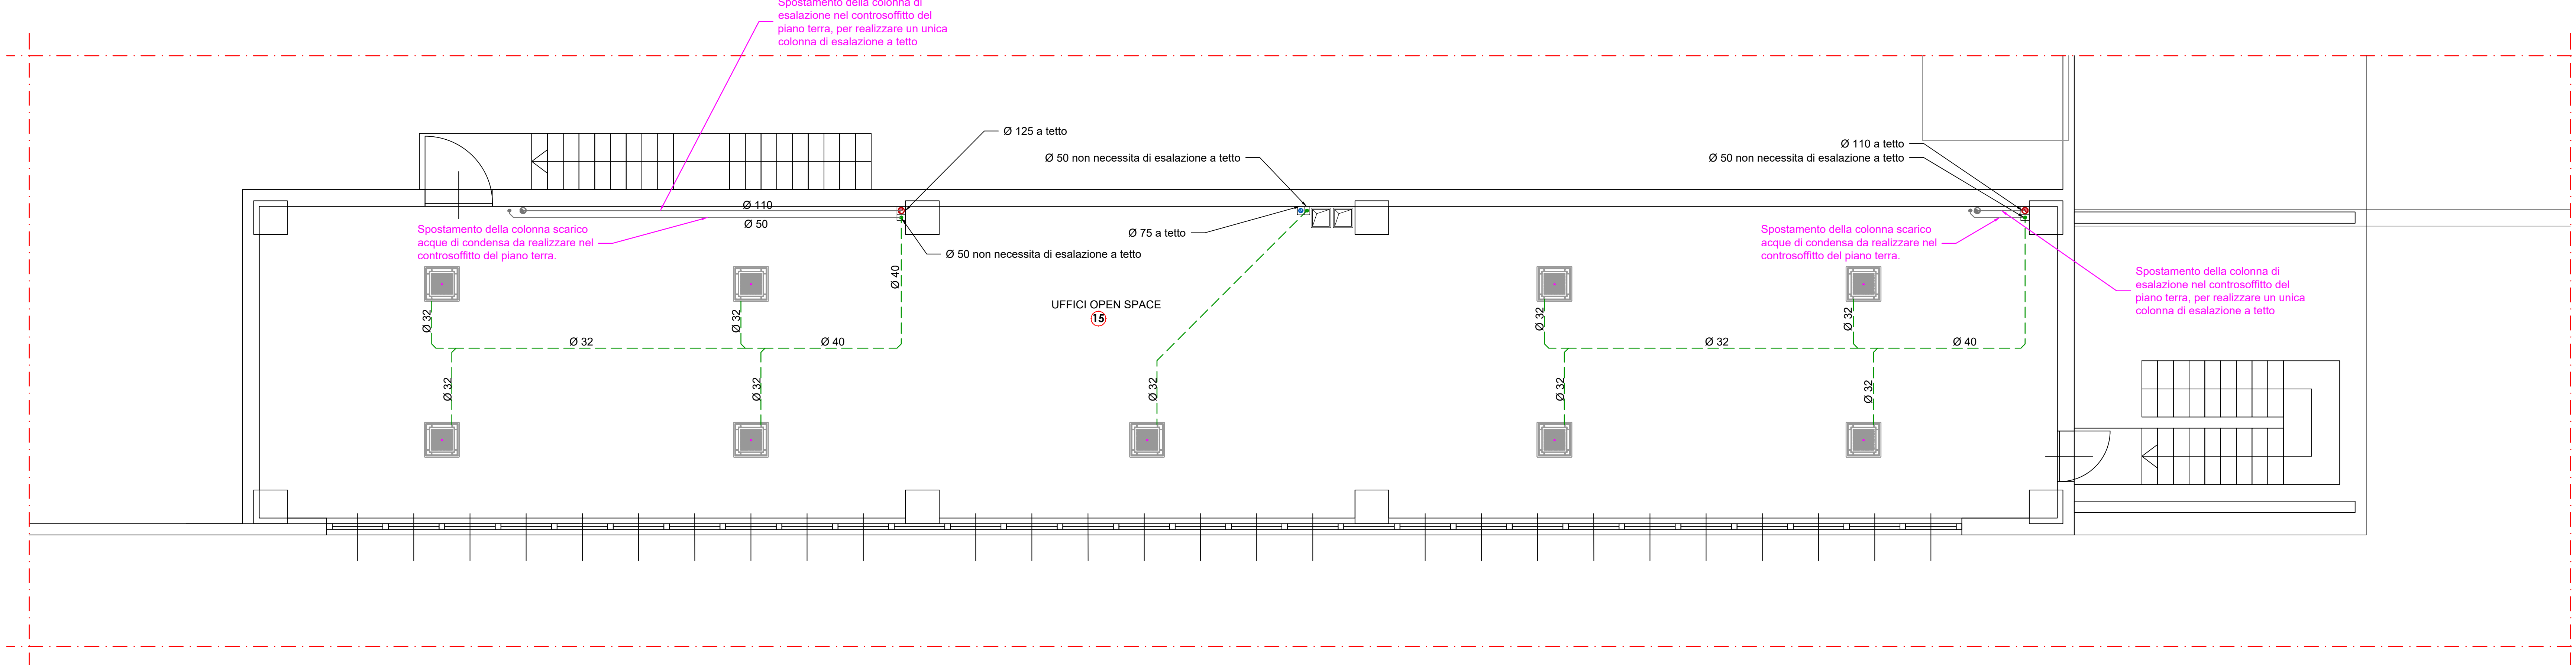 Spostamento della colonna di
esalazione nel controsoffitto del
piano terra, per realizzare un unica
colonna di esalazione a tetto
Ø 125 a tetto
Ø 50 non necessita di esalazione a tetto
Ø 110 a tetto
Ø 50 non necessita di esalazione a tetto
Ø 110
Ø 50
Spostamento della colonna scarico
acque di condensa da realizzare nel
controsoffitto del piano terra.
Ø 75 a tetto
Ø 50 non necessita di esalazione a tetto
Spostamento della colonna scarico
acque di condensa da realizzare nel
controsoffitto del piano terra.
Spostamento della colonna di
esalazione nel controsoffitto del
piano terra, per realizzare un unica
colonna di esalazione a tetto
Ø 40
UFFICI OPEN SPACE
15
Ø 32
Ø 32
Ø 32
Ø 32
Ø 32
Ø 40
Ø 32
Ø 40
Ø 32
Ø 32
Ø 32
Ø 32
Ø 32